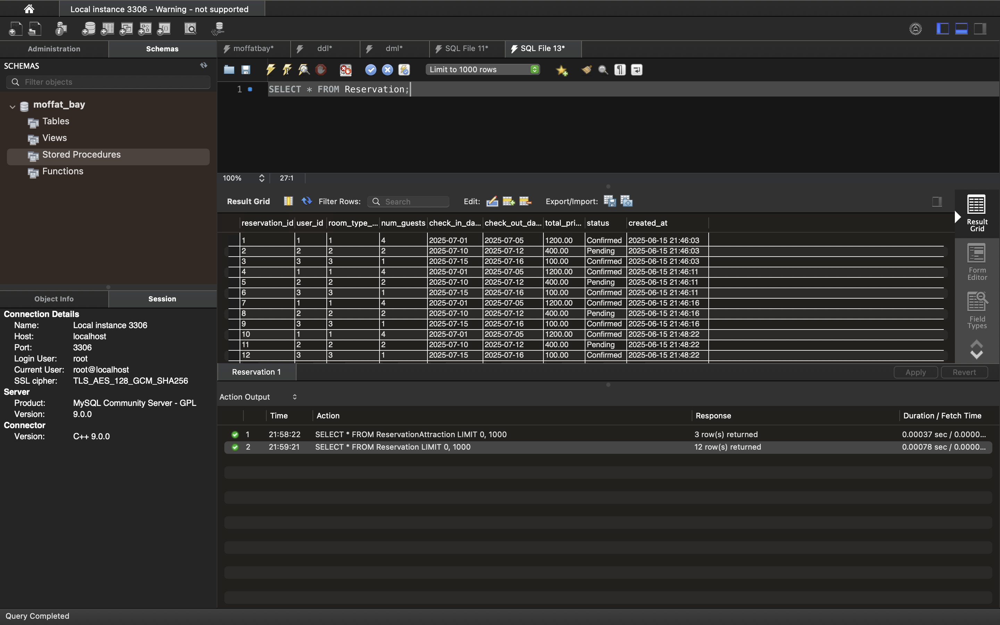 Local instance 3306 - Warning - not supported
Administration
Schemas
SCHEMAS
Filter objects
moffat_bay
Tables
Views
Stored Procedures
Functions
Object Info
Session
Connection Details
Name: Local instance 3306
Host: localhost
Port: 3306
Login User: root
Current User: root@localhost
SSL cipher: TLS_AES_128_GCM_SHA256
Server
Product: MySQL Community Server - GPL
Version: 9.0.0
Connector
Version: C++ 9.0.0
moffatbay* ddl* dml* SQL File 11* SQL File 13*
Limit to 1000 rows
1 SELECT * FROM Reservation;
100% 27:1
Result Grid Filter Rows: Search Edit: Export/Import:
reservation_id user_id room_type_... num_guests check_in_da... check_out_da... total_pri... status created_at
1 1 1 4 2025-07-01 2025-07-05 1200.00 Confirmed 2025-06-15 21:46:03
2 2 2 2 2025-07-10 2025-07-12 400.00 Pending 2025-06-15 21:46:03
3 3 3 1 2025-07-15 2025-07-16 100.00 Confirmed 2025-06-15 21:46:03
4 1 1 4 2025-07-01 2025-07-05 1200.00 Confirmed 2025-06-15 21:46:11
5 2 2 2 2025-07-10 2025-07-12 400.00 Pending 2025-06-15 21:46:11
6 3 3 1 2025-07-15 2025-07-16 100.00 Confirmed 2025-06-15 21:46:11
7 1 1 4 2025-07-01 2025-07-05 1200.00 Confirmed 2025-06-15 21:46:16
8 2 2 2 2025-07-10 2025-07-12 400.00 Pending 2025-06-15 21:46:16
9 3 3 1 2025-07-15 2025-07-16 100.00 Confirmed 2025-06-15 21:46:16
10 1 1 4 2025-07-01 2025-07-05 1200.00 Confirmed 2025-06-15 21:48:22
11 2 2 2 2025-07-10 2025-07-12 400.00 Pending 2025-06-15 21:48:22
12 3 3 1 2025-07-15 2025-07-16 100.00 Confirmed 2025-06-15 21:48:22
Result
Grid
Form
Editor
Field
Types
Reservation 1
Apply Revert
Action Output
Time Action Response Duration / Fetch Time
1 21:58:22 SELECT * FROM ReservationAttraction LIMIT 0, 1000 3 row(s) returned 0.00037 sec / 0.0000...
2 21:59:21 SELECT * FROM Reservation LIMIT 0, 1000 12 row(s) returned 0.00078 sec / 0.0000...
Query Completed